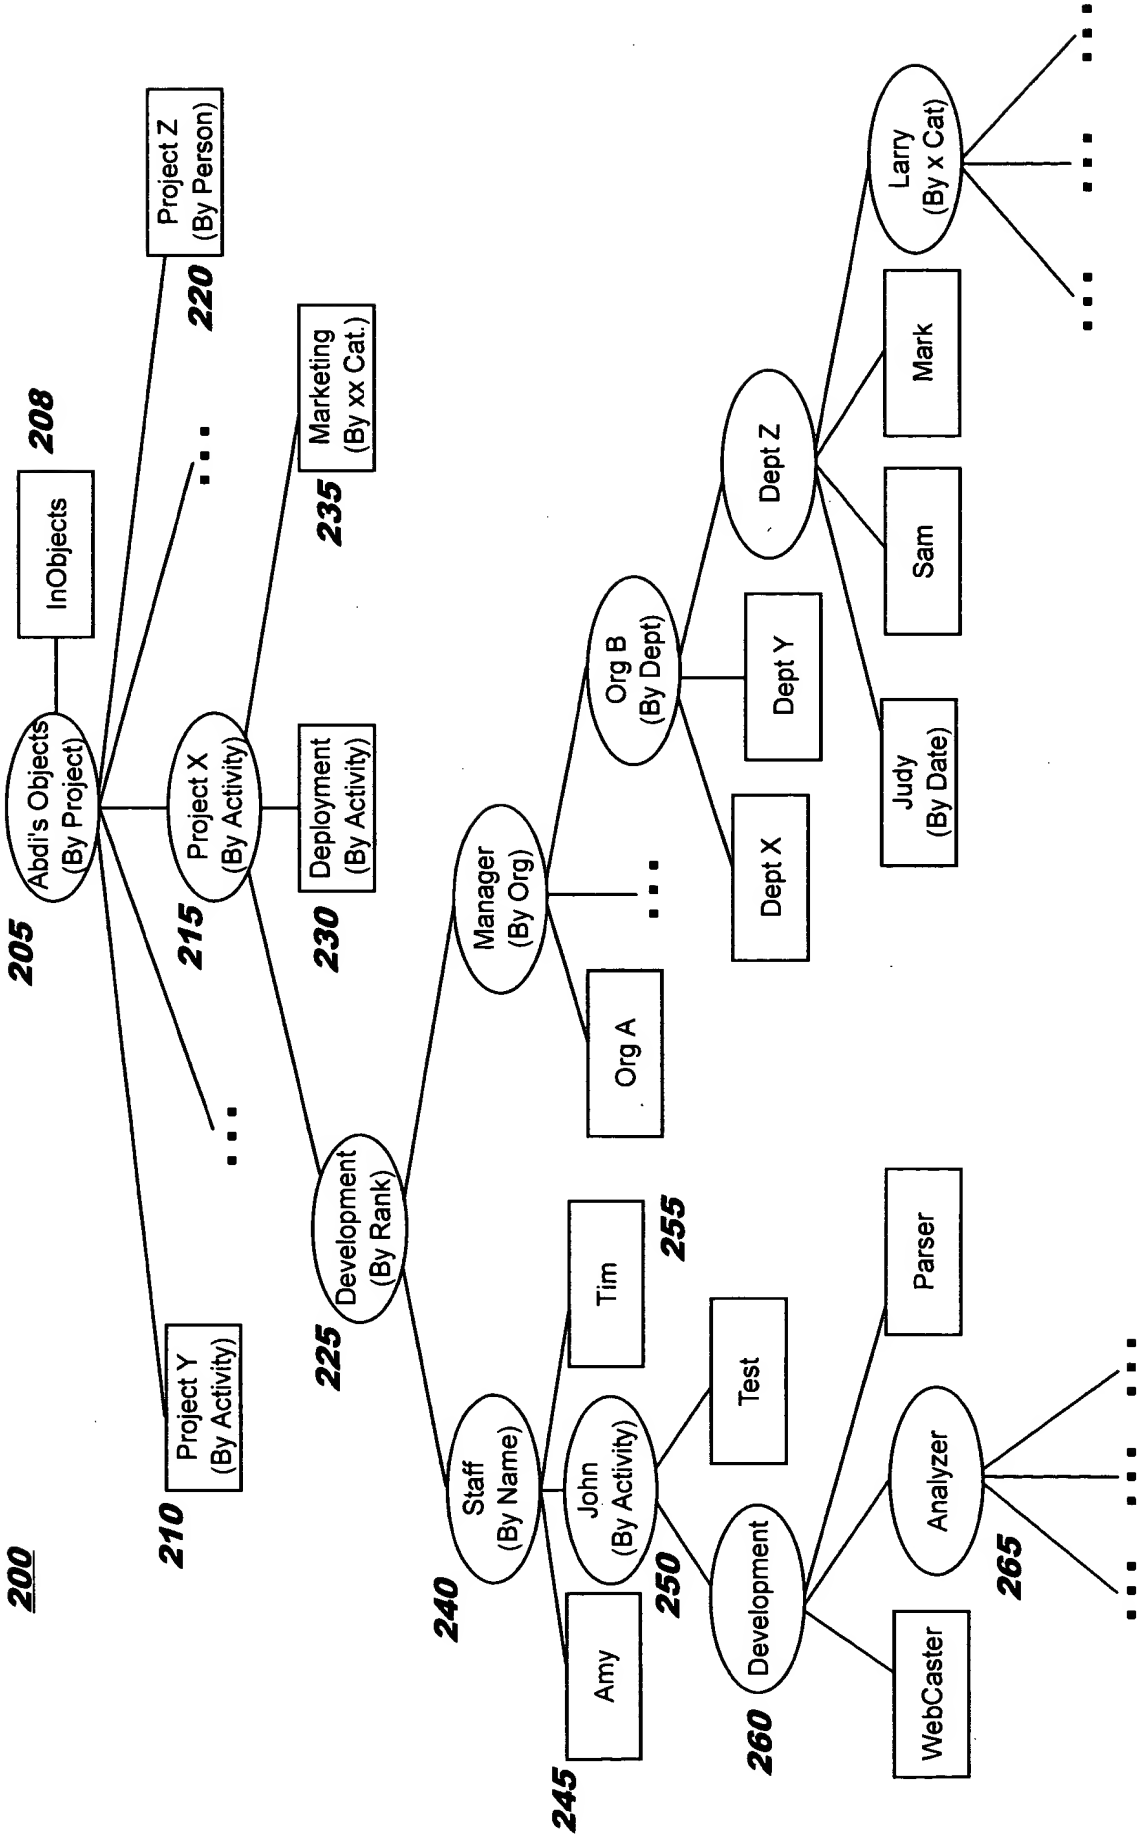 200
205
Abdi's Objects
(By Project)
InObjects
208
210
Project Y
(By Activity)
...
215
Project X
(By Activity)
...
Project Z
(By Person)
220
225
Development
(By Rank)
230
Deployment
(By Activity)
235
Marketing
(By xx Cat.)
240
Staff
(By Name)
Manager
(By Org)
245
Amy
250
John
(By Activity)
Tim
255
Org A
...
Org B
(By Dept)
260
Development
Test
Dept X
Dept Y
Dept Z
WebCaster
265
Analyzer
Parser
Judy
(By Date)
Sam
Mark
Larry
(By x Cat)
...
...
...
...
...
...